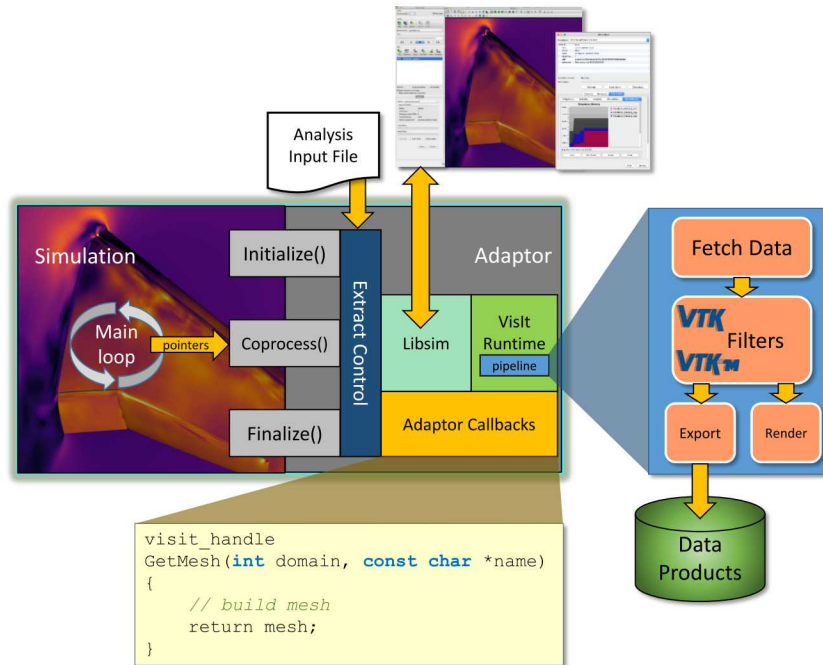 Analysis
Input File
Simulation
Initialize()
Adaptor
Extract Control
Main
loop
pointers
Coprocess()
Libsim
VisIt
Runtime
pipeline
Finalize()
Adaptor Callbacks
Fetch Data
VTK
Filters
VTKm
Export
Render
Data
Products
visit_handle
GetMesh(int domain, const char *name)
{
// build mesh
return mesh;
}